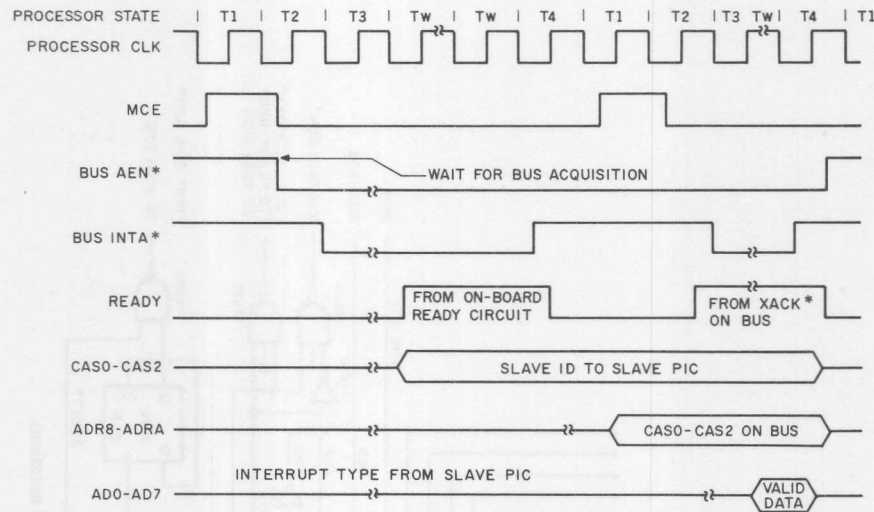 PROCESSOR STATE | T1 | T2 | T3 | TW | TW | T4 | T1 | T2 | T3 | TW | T4 | T1
PROCESSOR CLK
MCE
BUS AEN*
WAIT FOR BUS ACQUISITION
BUS INTA*
READY
FROM ON-BOARD
READY CIRCUIT
FROM XACK*
ON BUS
CAS0-CAS2
SLAVE ID TO SLAVE PIC
ADR8-ADRA
CAS0-CAS2 ON BUS
INTERRUPT TYPE FROM SLAVE PIC
AD0-AD7
VALID
DATA